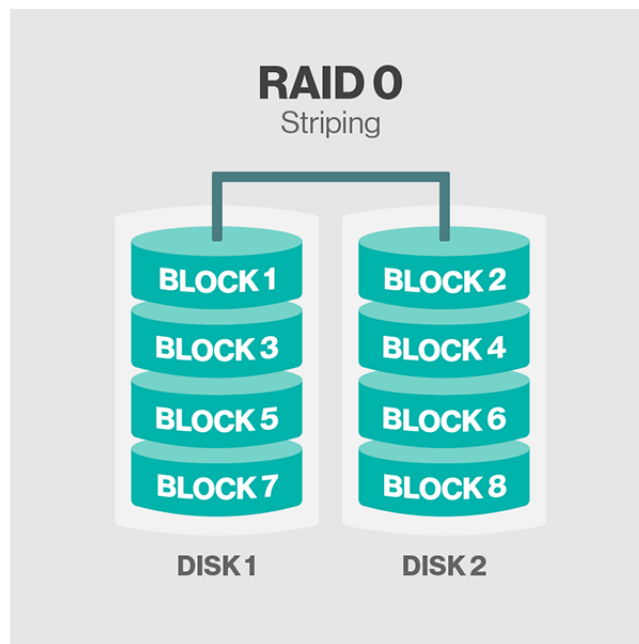 RAID 0
Striping
BLOCK 1
BLOCK 2
BLOCK 3
BLOCK 4
BLOCK 5
BLOCK 6
BLOCK 7
BLOCK 8
DISK 1
DISK 2